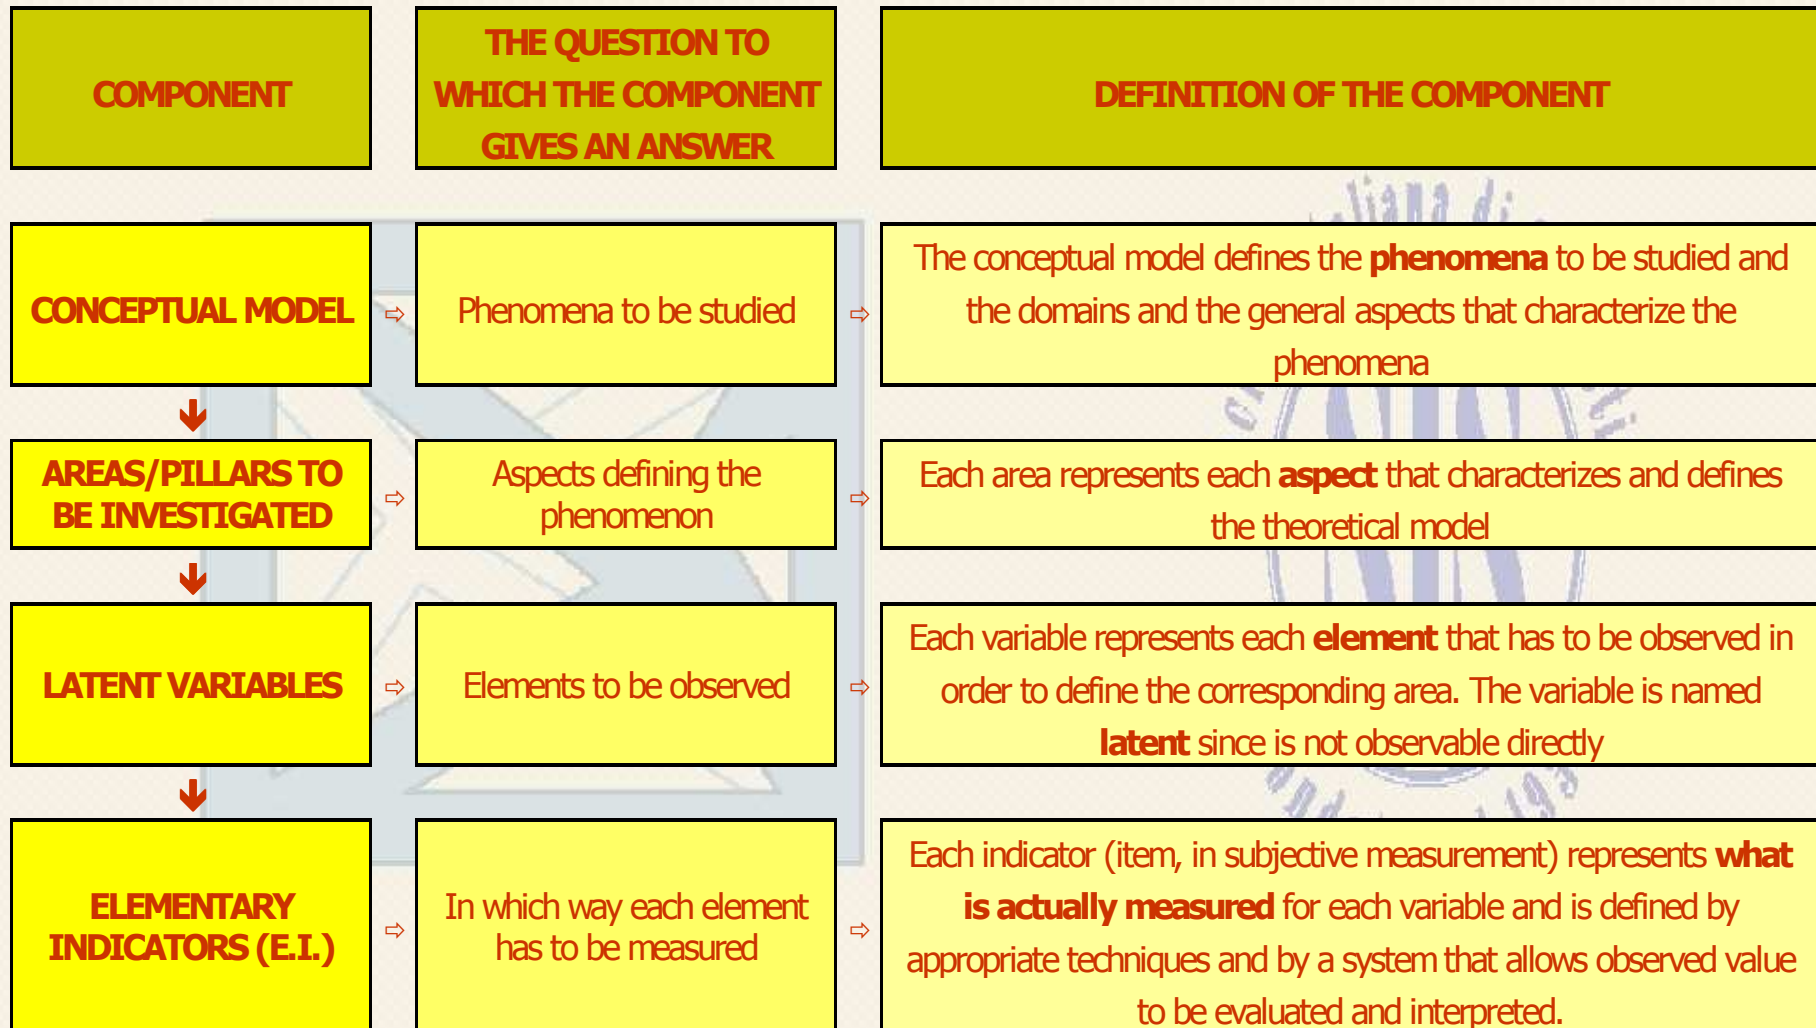 COMPONENT
THE QUESTION TO
WHICH THE COMPONENT
GIVES AN ANSWER
DEFINITION OF THE COMPONENT
CONCEPTUAL MODEL
⇨
Phenomena to be studied
⇨
The conceptual model defines the phenomena to be studied and
the domains and the general aspects that characterize the
phenomena
AREAS/PILLARS TO
BE INVESTIGATED
⇨
Aspects defining the
phenomenon
⇨
Each area represents each aspect that characterizes and defines
the theoretical model
LATENT VARIABLES
⇨
Elements to be observed
⇨
Each variable represents each element that has to be observed in
order to define the corresponding area. The variable is named
latent since is not observable directly
ELEMENTARY
INDICATORS (E.I.)
⇨
In which way each element
has to be measured
⇨
Each indicator (item, in subjective measurement) represents what
is actually measured for each variable and is defined by
appropriate techniques and by a system that allows observed value
to be evaluated and interpreted.